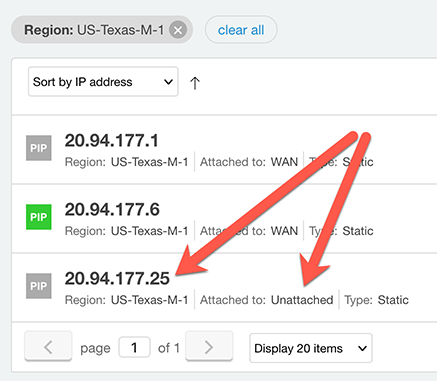 Region: US-Texas-M-1
clear all
Sort by IP address
PIP
20.94.177.1
Region: US-Texas-M-1 Attached to: WAN Type: Static
PIP
20.94.177.6
Region: US-Texas-M-1 Attached to: WAN Type: Static
PIP
20.94.177.25
Region: US-Texas-M-1 Attached to: Unattached Type: Static
page 1 of 1 Display 20 items